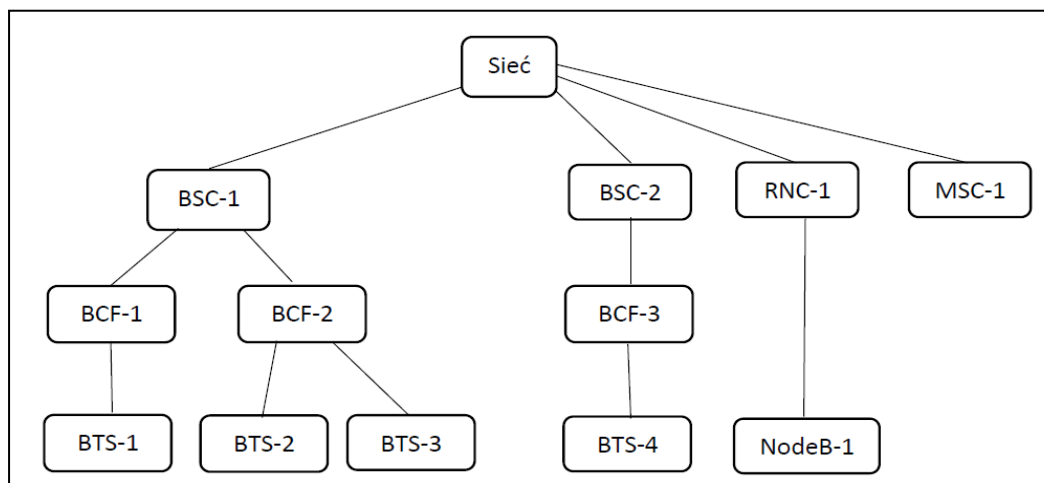 Sieć
BSC-1
BSC-2
RNC-1
MSC-1
BCF-1
BCF-2
BCF-3
BTS-1
BTS-2
BTS-3
BTS-4
NodeB-1